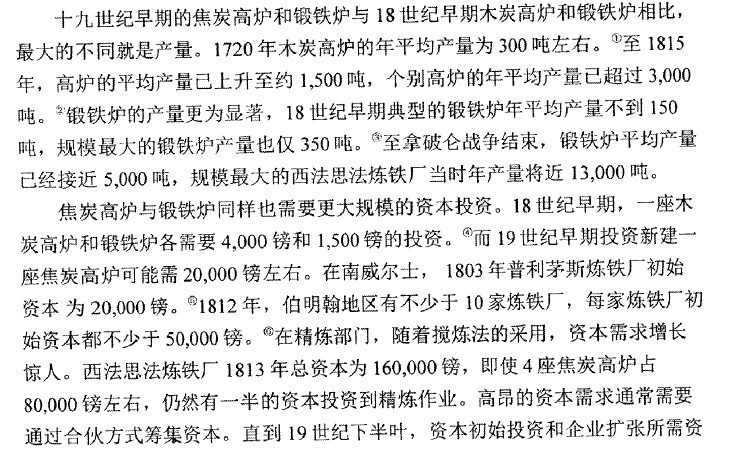 十九世纪早期的焦炭高炉和锻铁炉与 18 世纪早期木炭高炉和锻铁炉相比，
最大的不同就是产量。1720 年木炭高炉的年平均产量为 300 吨左右。①至 1815
年，高炉的平均产量已上升至约 1,500 吨，个别高炉的年平均产量已超过 3,000
吨。②锻铁炉的产量更为显著，18 世纪早期典型的锻铁炉年平均产量不到 150
吨，规模最大的锻铁炉产量也仅 350 吨。③至拿破仑战争结束，锻铁炉平均产量
已经接近 5,000 吨，规模最大的西法思法炼铁厂当时年产量将近 13,000 吨。
焦炭高炉与锻铁炉同样也需要更大规模的资本投资。18 世纪早期，一座木
炭高炉和锻铁炉各需要 4,000 镑和 1,500 镑的投资。④而 19 世纪早期投资新建一
座焦炭高炉可能需 20,000 镑左右。在南威尔士， 1803 年普利茅斯炼铁厂初始
资本 为 20,000 镑。⑤1812 年，伯明翰地区有不少于 10 家炼铁厂，每家炼铁厂初
始资本都不少于 50,000 镑。⑥在精炼部门，随着搅炼法的采用，资本需求增长
惊人。西法思法炼铁厂 1813 年总资本为 160,000 镑，即使 4 座焦炭高炉占
80,000 镑左右，仍然有一半的资本投资到精炼作业。高昂的资本需求通常需要
通过合伙方式筹集资本。直到 19 世纪下半叶，资本初始投资和企业扩张所需资